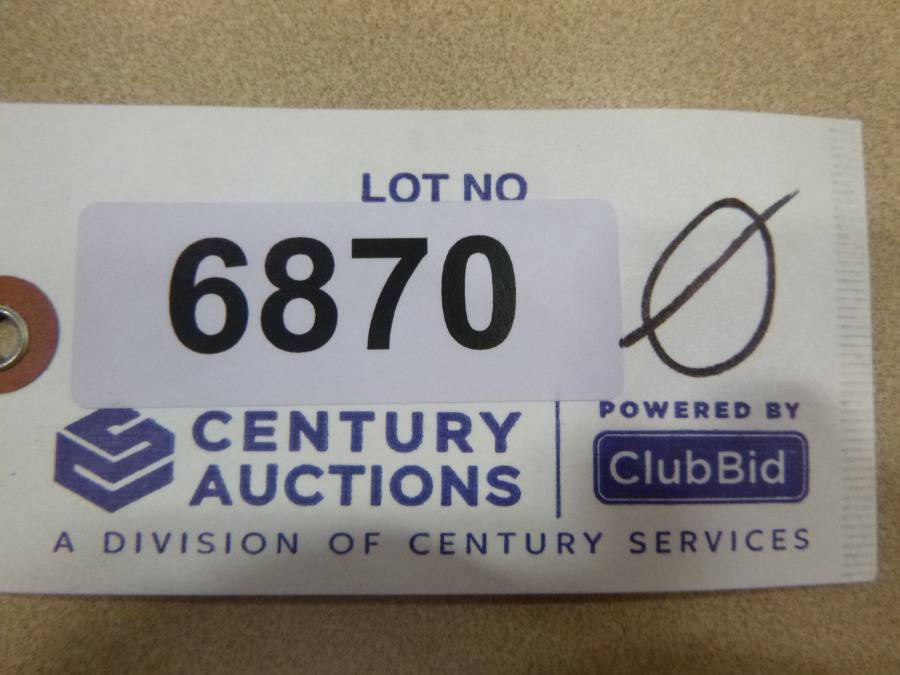 LOT NO
6870 Ø
CENTURY
AUCTIONS
POWERED BY
ClubBid
A DIVISION OF CENTURY SERVICES